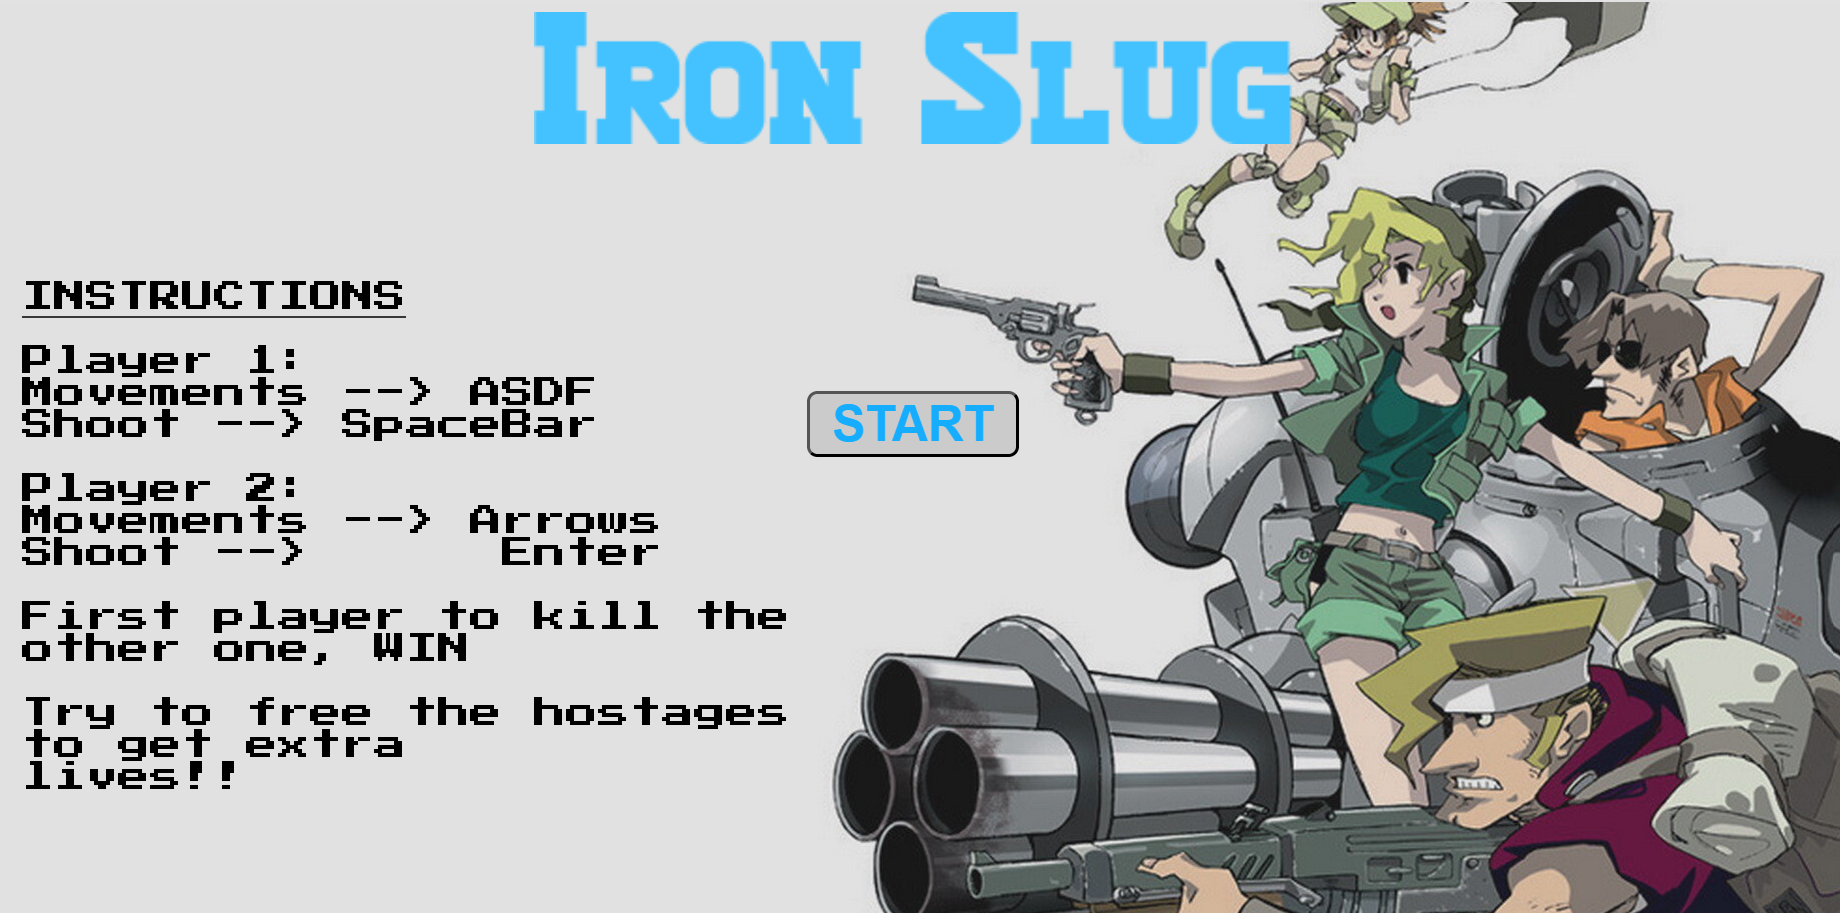 Iron Slug
INSTRUCTIONS
Player 1:
Movements --> ASDF
Shoot --> SpaceBar
START
Player 2:
Movements --> Arrows
Shoot --> Enter
First player to kill the
other one, WIN
Try to free the hostages
to get extra
lives!!